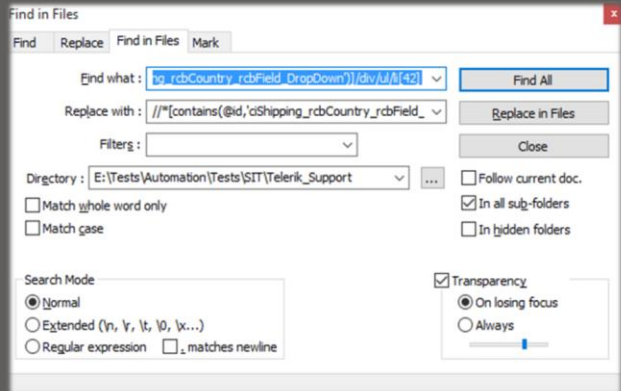 Find in Files
x
Find Replace Find in Files Mark
Find what : ng_rcbCountry_rcbField_DropDown')]/div/ul/li[42] Find All
Replace with : //*[contains(@id,'ciShipping_rcbCountry_rcbField_ Replace in Files
Filters : Close
Directory : E:\Tests\Automation\Tests\SIT\Telerik_Support ... Follow current doc.
Match whole word only In all sub-folders
Match case In hidden folders
Search Mode Transparency
Normal On losing focus
Extended (\n, \r, \t, \0, \x...) Always
Regular expression . matches newline